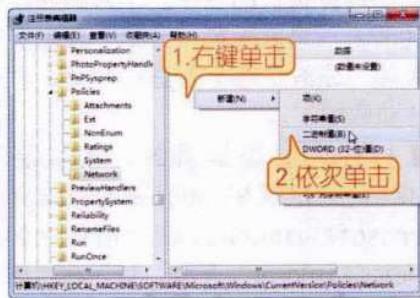 注册表编辑器
文件(F) 编辑(E) 查看(V) 收藏夹(A) 帮助(H)
Personalization
PhotoPropertyHandl
PnPSysprep
Policies
Attachments
Ext
NonEnum
Ratings
System
Network
PreviewHandlers
PropertySystem
Reliability
RenameFiles
Run
RunOnce
数据
(数值未设置)
1.右键单击
新建(N)
项(K)
字符串值(S)
二进制值(B)
DWORD (32-位)值(D)
2.依次单击
计算机\HKEY_LOCAL_MACHINE\SOFTWARE\Microsoft\Windows\CurrentVersion\Policies\Network